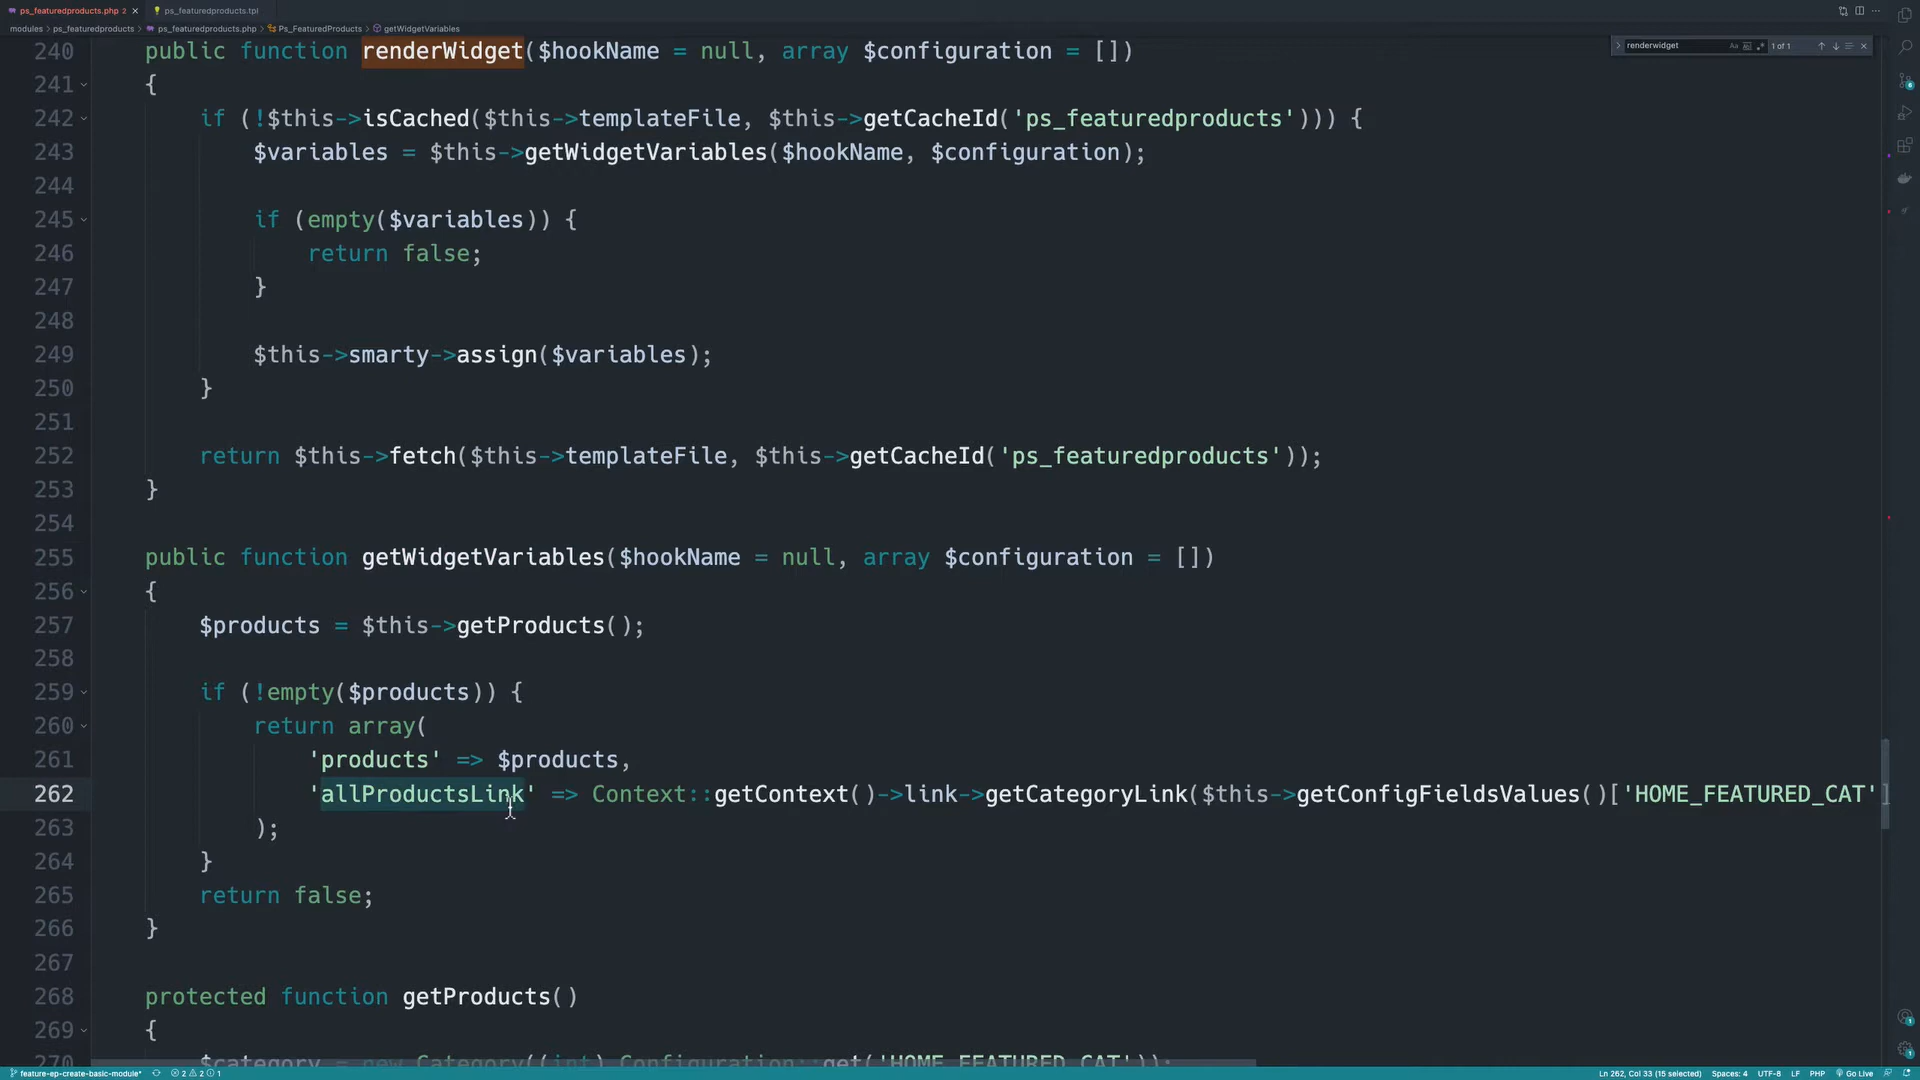 ps_featuredproducts.php 2 × ps_featuredproducts.tpl
modules > ps_featuredproducts > ps_featuredproducts.php > Ps_FeaturedProducts > getWidgetVariables
renderwidget Aa 1 of 1
240 public function renderWidget($hookName = null, array $configuration = [])
241 {
242 if (!$this->isCached($this->templateFile, $this->getCacheId('ps_featuredproducts'))) {
243 $variables = $this->getWidgetVariables($hookName, $configuration);
244
245 if (empty($variables)) {
246 return false;
247 }
248
249 $this->smarty->assign($variables);
250 }
251
252 return $this->fetch($this->templateFile, $this->getCacheId('ps_featuredproducts'));
253 }
254
255 public function getWidgetVariables($hookName = null, array $configuration = [])
256 {
257 $products = $this->getProducts();
258
259 if (!empty($products)) {
260 return array(
261 'products' => $products,
262 'allProductsLink' => Context::getContext()->link->getCategoryLink($this->getConfigFieldsValues()['HOME_FEATURED_CAT']
263 );
264 }
265 return false;
266 }
267
268 protected function getProducts()
269 {
270 $category = new Category((int) Configuration::get('HOME_FEATURED_CAT'));
feature-ep-create-basic-module* 2 2 1 Ln 262, Col 33 (15 selected) Spaces: 4 UTF-8 LF PHP Go Live